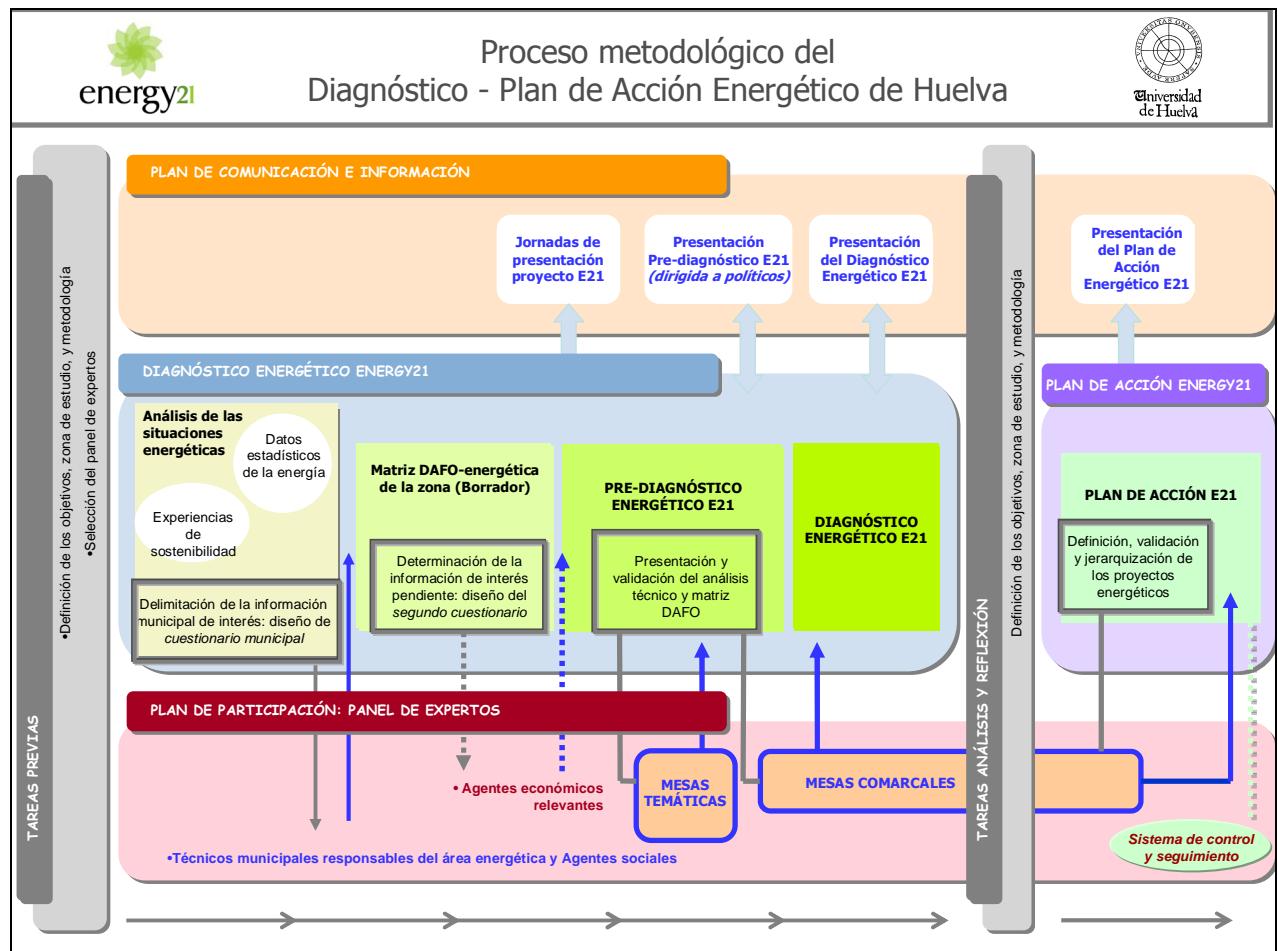 energy21
Proceso metodológico del
Diagnóstico - Plan de Acción Energético de Huelva
UNIVERSITAS ONUBENSIS
SAPERE AUDE
Universidad
de Huelva
TAREAS PREVIAS
•Definición de los objetivos, zona de estudio, y metodología
•Selección del panel de expertos
PLAN DE COMUNICACIÓN E INFORMACIÓN
Jornadas de
presentación
proyecto E21
Presentación
Pre-diagnóstico E21
(dirigida a políticos)
Presentación
del Diagnóstico
Energético E21
Presentación
del Plan de
Acción
Energético E21
DIAGNÓSTICO ENERGÉTICO ENERGY21
Análisis de las
situaciones
energéticas
Datos
estadísticos
de la energía
Experiencias
de
sostenibilidad
Delimitación de la información
municipal de interés: diseño de
cuestionario municipal
Matriz DAFO-energética
de la zona (Borrador)
Determinación de la
información de interés
pendiente: diseño del
segundo cuestionario
PRE-DIAGNÓSTICO
ENERGÉTICO E21
Presentación y
validación del análisis
técnico y matriz
DAFO
DIAGNÓSTICO
ENERGÉTICO E21
TAREAS ANÁLISIS Y REFLEXIÓN
Definición de los objetivos, zona de estudio, y metodología
PLAN DE ACCIÓN ENERGY21
PLAN DE ACCIÓN E21
Definición, validación
y jerarquización de
los proyectos
energéticos
PLAN DE PARTICIPACIÓN: PANEL DE EXPERTOS
• Agentes económicos
relevantes
MESAS
TEMÁTICAS
MESAS COMARCALES
•Técnicos municipales responsables del área energética y Agentes sociales
Sistema de control
y seguimiento